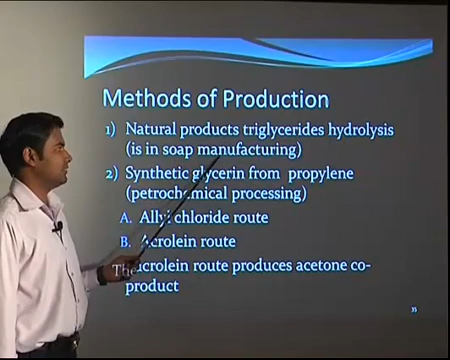 Methods of Production
1) Natural products triglycerides hydrolysis
(is in soap manufacturing)
2) Synthetic glycerin from propylene
(petrochemical processing)
A. Allyl chloride route
B. Acrolein route
The acrolein route produces acetone co-
product
35